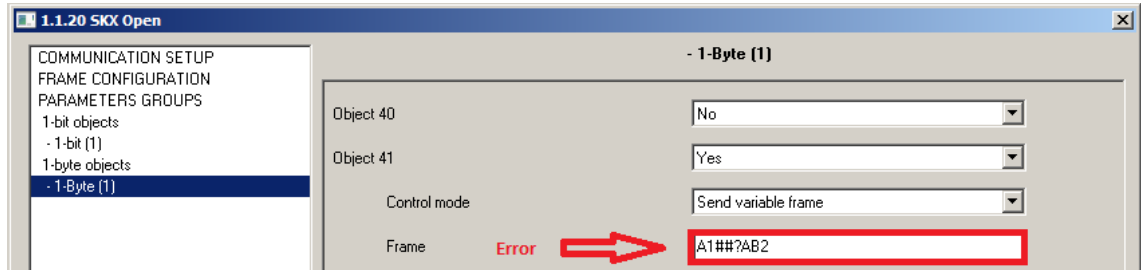 1.1.20 SKX Open
COMMUNICATION SETUP
FRAME CONFIGURATION
PARAMETERS GROUPS
1-bit objects
- 1-bit (1)
1-byte objects
- 1-Byte (1)
- 1-Byte (1)
Object 40 No
Object 41 Yes
Control mode Send variable frame
Frame Error A1##?AB2